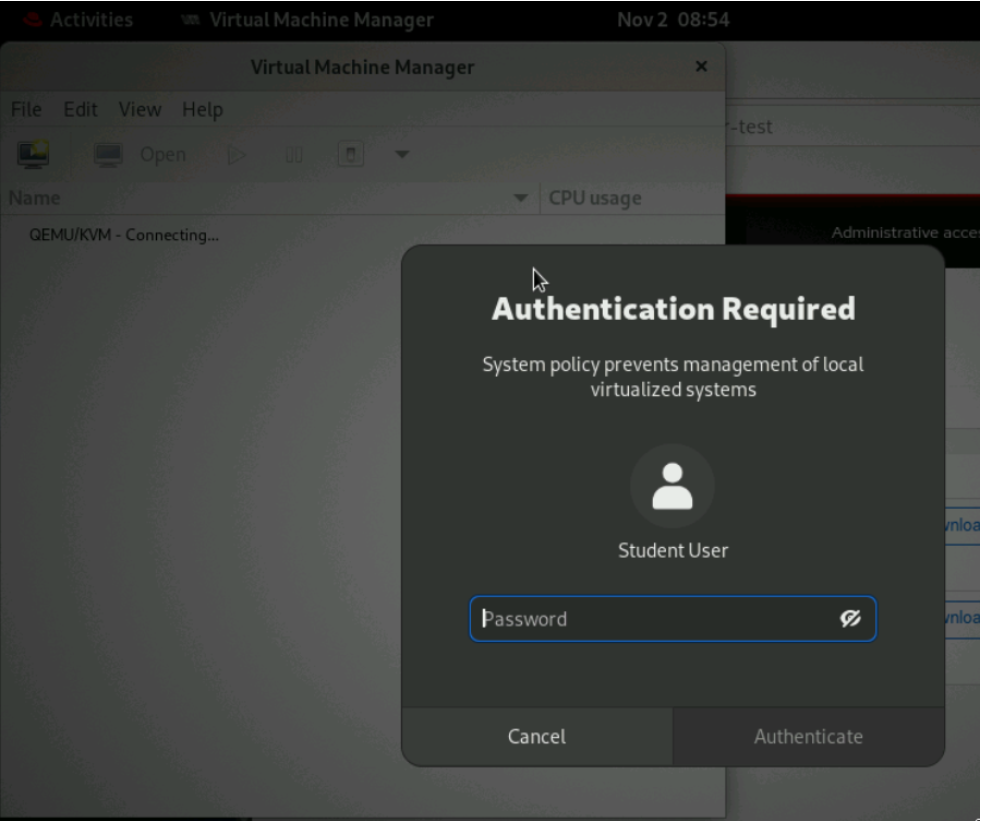 Activities Virtual Machine Manager Nov 2 08:54
Virtual Machine Manager ×
File Edit View Help
-test
Open
Name CPU usage
QEMU/KVM - Connecting...
Administrative acce
Authentication Required
System policy prevents management of local
virtualized systems
Student User
wnloa
Password
wnloa
Cancel Authenticate